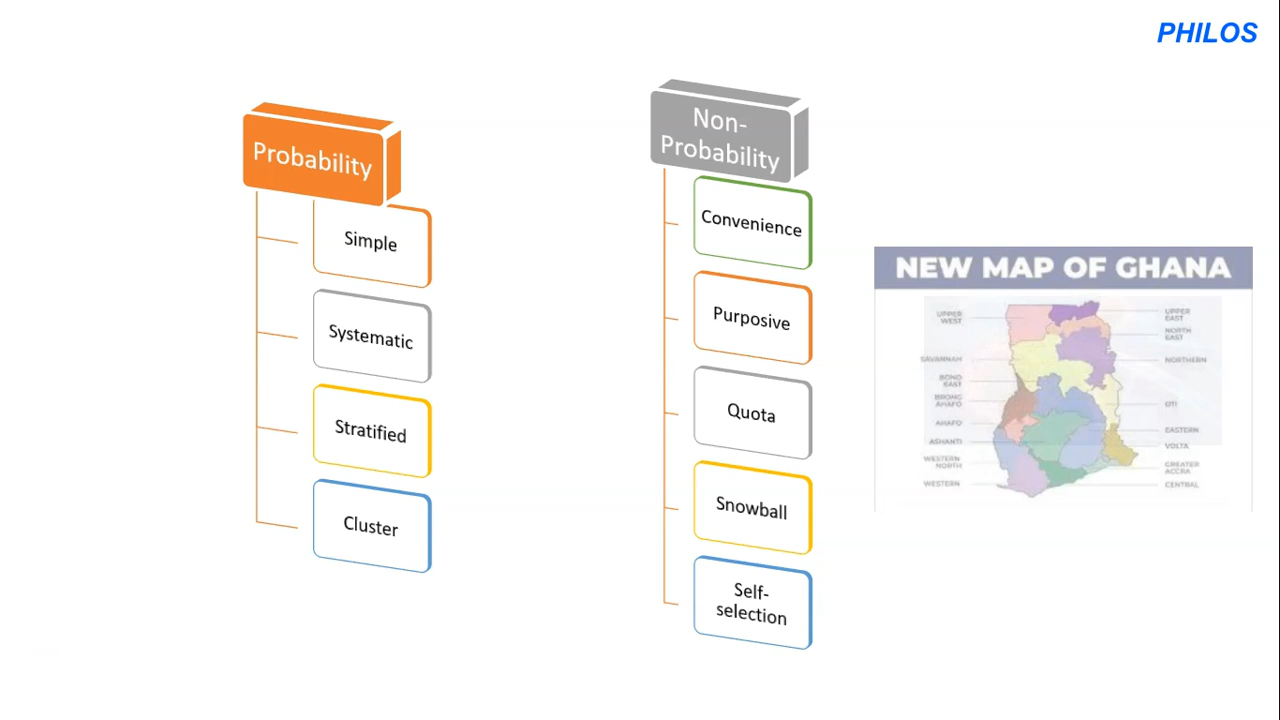 PHILOS
Probability
Simple
Systematic
Stratified
Cluster
Non-
Probability
Convenience
Purposive
Quota
Snowball
Self-
selection
NEW MAP OF GHANA
UPPER
WEST
SAVANNAH
BONO
EAST
BRONG
AHAFO
AHAFO
ASHANTI
WESTERN
NORTH
WESTERN
UPPER
EAST
NORTH
EAST
NORTHERN
OTI
EASTERN
VOLTA
GREATER
ACCRA
CENTRAL